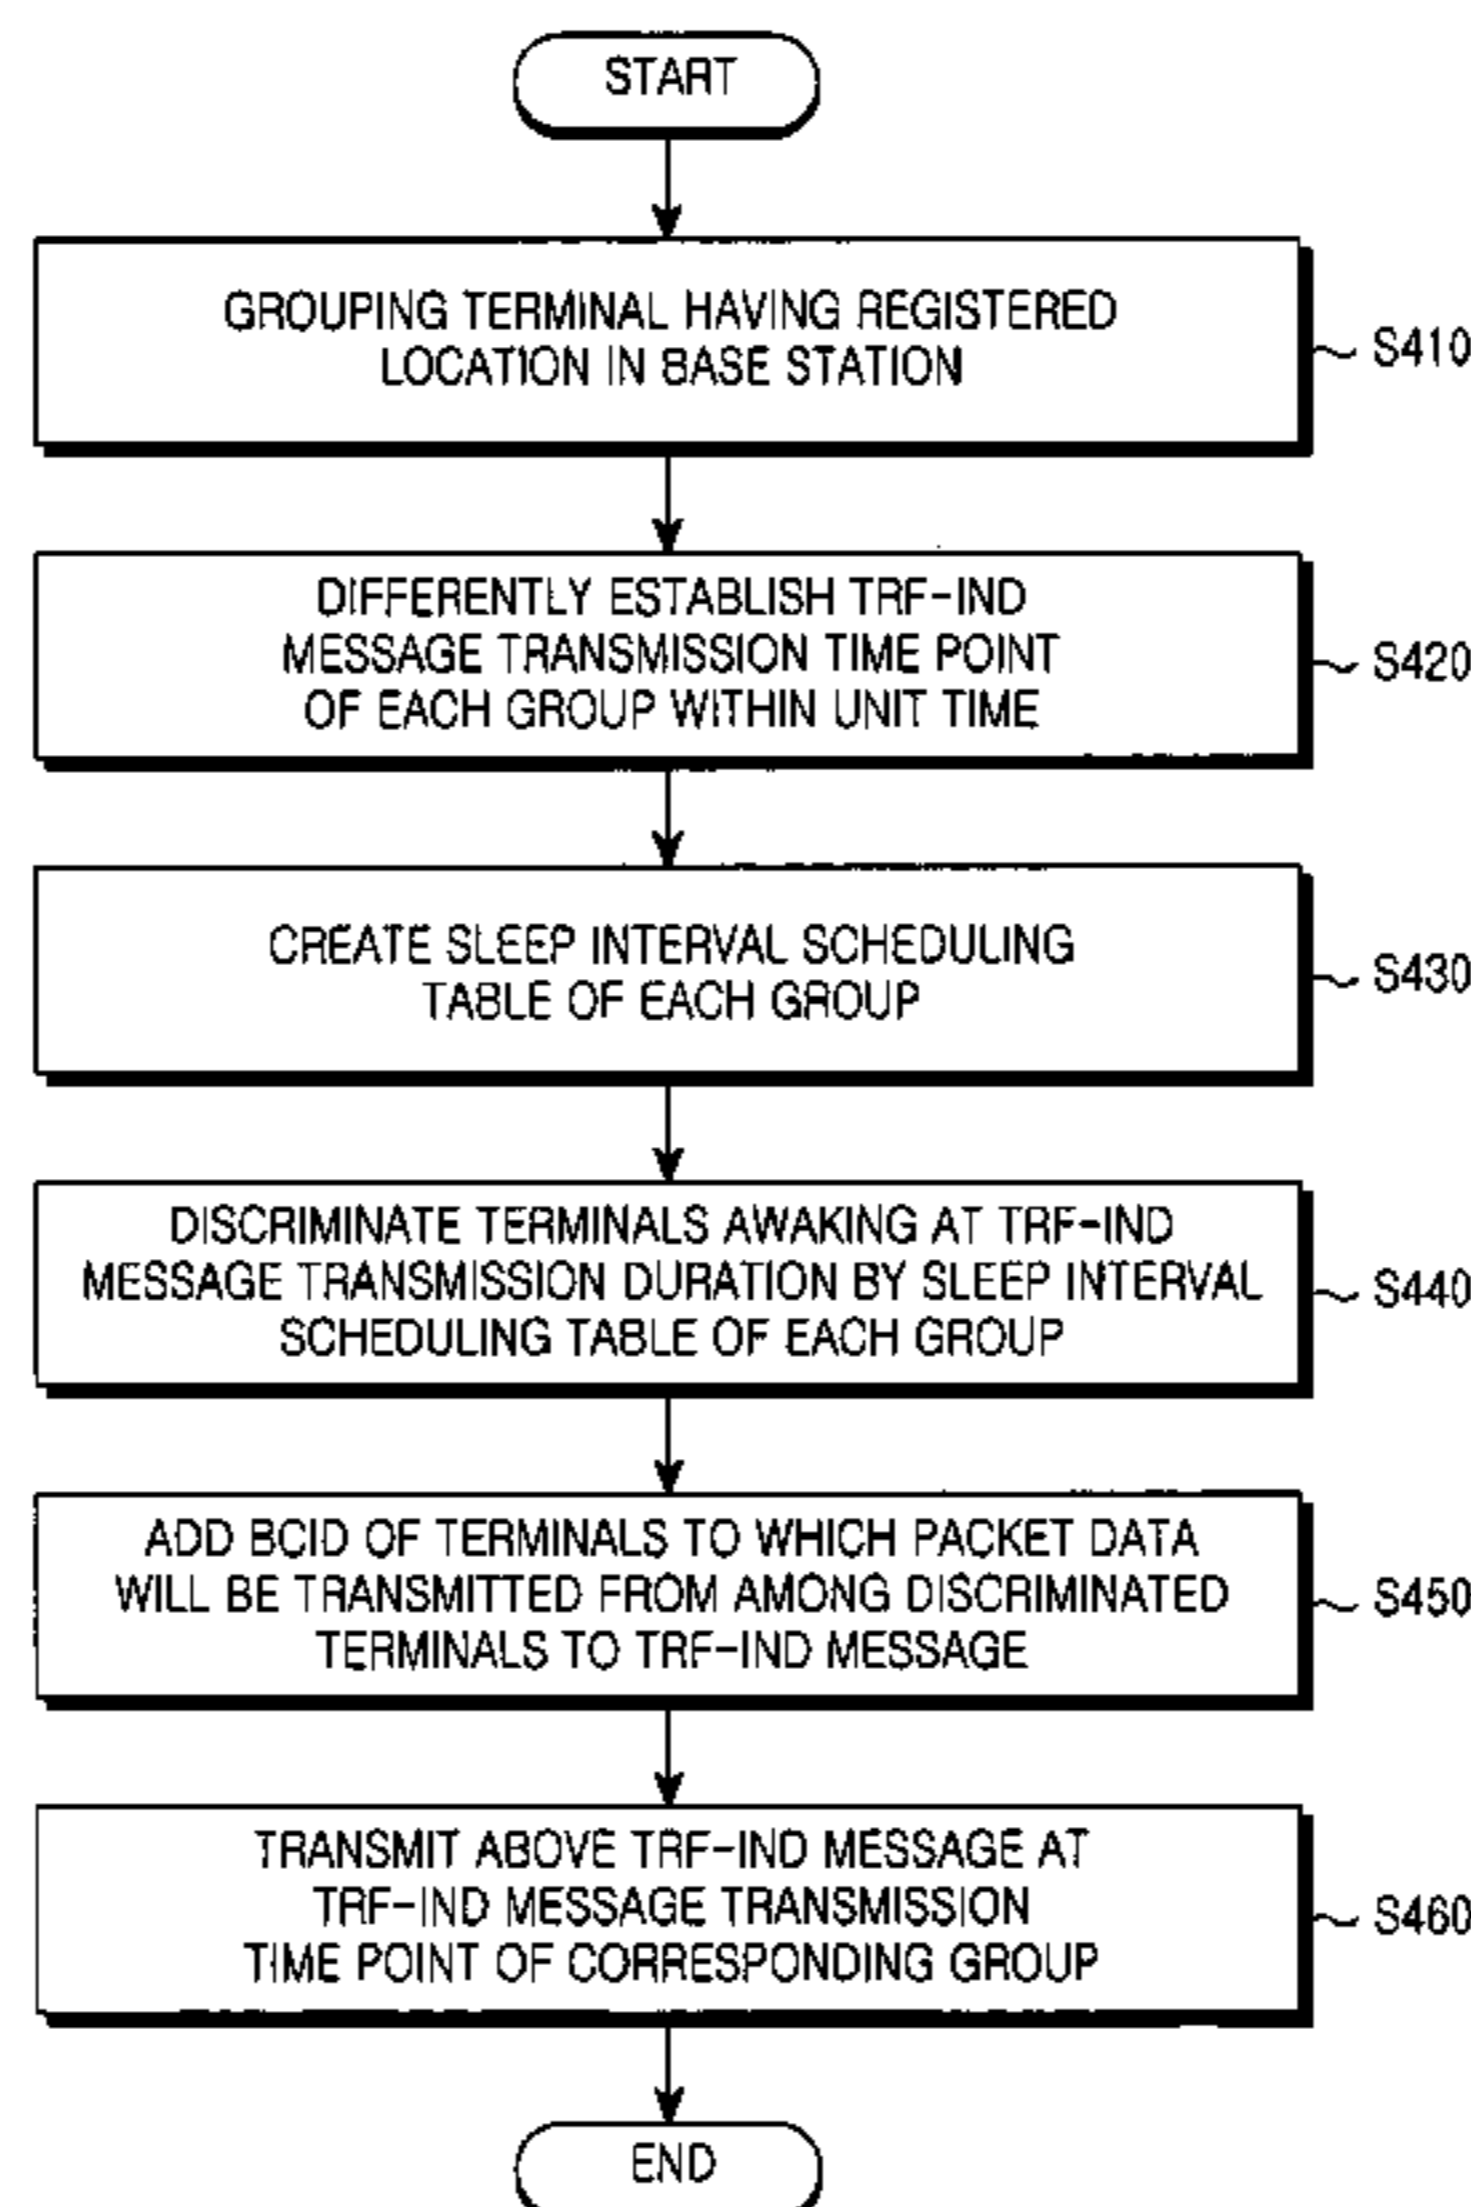 START
GROUPING TERMINAL HAVING REGISTERED
LOCATION IN BASE STATION
S410
DIFFERENTLY ESTABLISH TRF-IND
MESSAGE TRANSMISSION TIME POINT
OF EACH GROUP WITHIN UNIT TIME
S420
CREATE SLEEP INTERVAL SCHEDULING
TABLE OF EACH GROUP
S430
DISCRIMINATE TERMINALS AWAKING AT TRF-IND
MESSAGE TRANSMISSION DURATION BY SLEEP INTERVAL
SCHEDULING TABLE OF EACH GROUP
S440
ADD BCID OF TERMINALS TO WHICH PACKET DATA
WILL BE TRANSMITTED FROM AMONG DISCRIMINATED
TERMINALS TO TRF-IND MESSAGE
S450
TRANSMIT ABOVE TRF-IND MESSAGE AT
TRF-IND MESSAGE TRANSMISSION
TIME POINT OF CORRESPONDING GROUP
S460
END